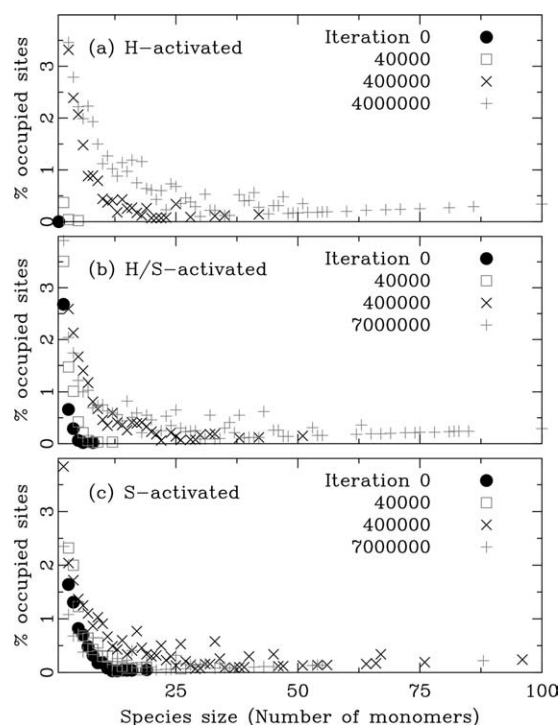 (a) H-activated
Iteration 0
40000
400000
4000000
% occupied sites
3
2
1
0
(b) H/S-activated
Iteration 0
40000
400000
7000000
% occupied sites
3
2
1
0
(c) S-activated
Iteration 0
40000
400000
7000000
% occupied sites
3
2
1
0
25 50 75 100
Species size (Number of monomers)